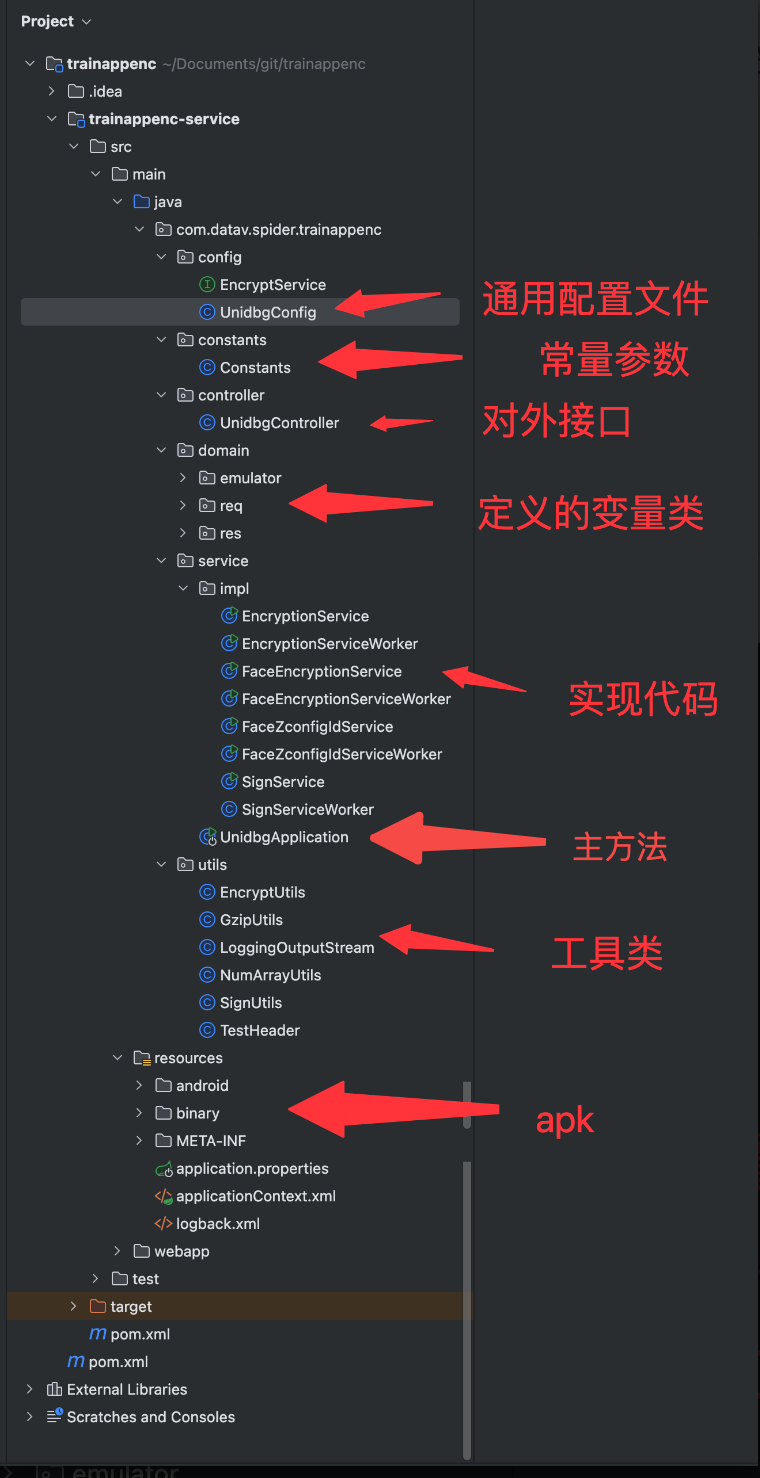 Project
trainappenc ~/Documents/git/trainappenc
.idea
trainappenc-service
src
main
java
com.datav.spider.trainappenc
config
EncryptService
UnidbgConfig
通用配置文件
constants
Constants
常量参数
controller
UnidbgController
对外接口
domain
emulator
req
定义的变量类
res
service
impl
EncryptionService
EncryptionServiceWorker
FaceEncryptionService
FaceEncryptionServiceWorker
实现代码
FaceZconfigIdService
FaceZconfigIdServiceWorker
SignService
SignServiceWorker
UnidbgApplication
主方法
utils
EncryptUtils
GzipUtils
LoggingOutputStream
工具类
NumArrayUtils
SignUtils
TestHeader
resources
android
binary
apk
META-INF
application.properties
applicationContext.xml
logback.xml
webapp
test
target
pom.xml
pom.xml
External Libraries
Scratches and Consoles
emulator